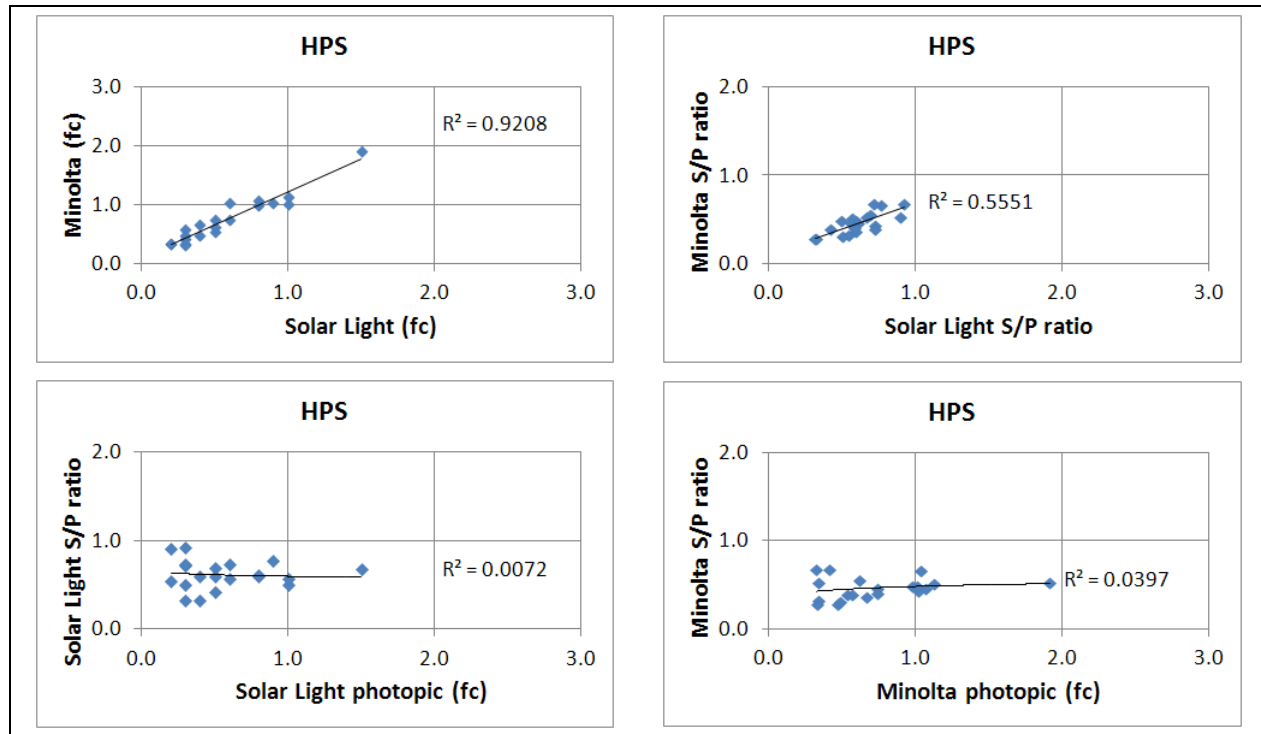 HPS
Minolta (fc)
3.0
2.0
1.0
0.0
R² = 0.9208
0.0 1.0 2.0 3.0
Solar Light (fc)
HPS
Minolta S/P ratio
2.0
1.0
0.0
R² = 0.5551
0.0 1.0 2.0 3.0
Solar Light S/P ratio
HPS
Solar Light S/P ratio
2.0
1.0
0.0
R² = 0.0072
0.0 1.0 2.0 3.0
Solar Light photopic (fc)
HPS
Minolta S/P ratio
2.0
1.0
0.0
R² = 0.0397
0.0 1.0 2.0 3.0
Minolta photopic (fc)